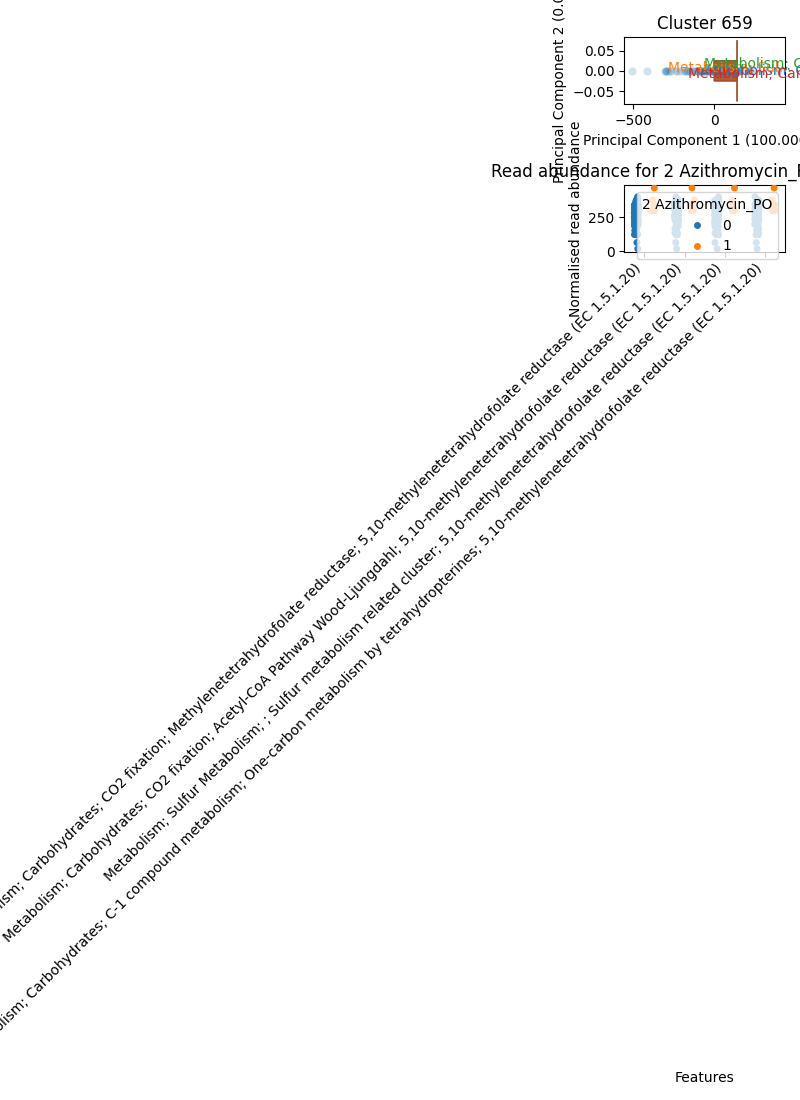 Cluster 659
Principal Component 2 (0.0
0.05
0.00
−0.05
Metabolism; C
Metabolism; Car
−500
0
Principal Component 1 (100.00
Read abundance for 2 Azithromycin_P
Normalised read abundance
250
0
2 Azithromycin_PO
0
1
ism; Carbohydrates; CO2 fixation; Methylenetetrahydrofolate reductase; 5,10-methylenetetrahydrofolate reductase (EC 1.5.1.20)
Metabolism; Carbohydrates; CO2 fixation; Acetyl-CoA Pathway Wood-Ljungdahl; 5,10-methylenetetrahydrofolate reductase (EC 1.5.1.20)
Metabolism; Sulfur Metabolism; ; Sulfur metabolism related cluster; 5,10-methylenetetrahydrofolate reductase (EC 1.5.1.20)
lism; Carbohydrates; C-1 compound metabolism; One-carbon metabolism by tetrahydropterines; 5,10-methylenetetrahydrofolate reductase (EC 1.5.1.20)
Features